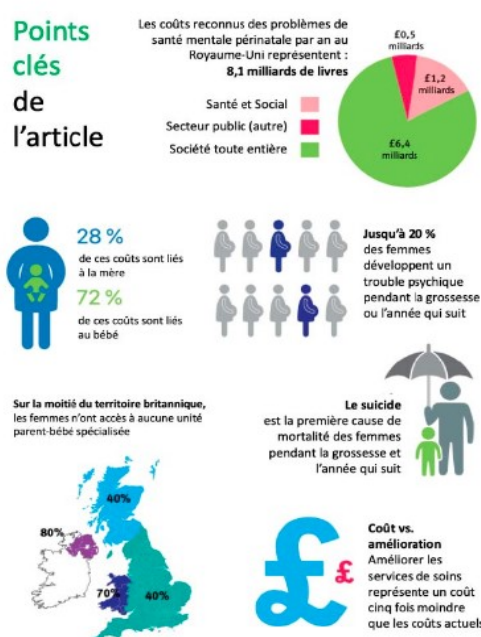 Points
clés
de
l’article
Les coûts reconnus des problèmes de
santé mentale périnatale par an au
Royaume-Uni représentent :
8,1 milliards de livres
Santé et Social
Secteur public (autre)
Société toute entière
£0,5
milliards
£1,2
milliards
£6,4
milliards
28 %
de ces coûts sont liés
à la mère
72 %
de ces coûts sont liés
au bébé
Jusqu’à 20 %
des femmes
développent un
trouble psychique
pendant la grossesse
ou l’année qui suit
Sur la moitié du territoire britannique,
les femmes n’ont accès à aucune unité
parent-bébé spécialisée
40%
80%
70%
40%
Le suicide
est la première cause de
mortalité des femmes
pendant la grossesse et
l’année qui suit
£
£
Coût vs.
amélioration
Améliorer les
services de soins
représente un coût
cinq fois moindre
que les coûts actuels